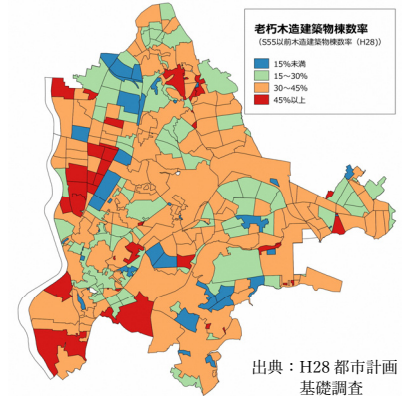 老朽木造建築物棟数率
（S55以前木造建築物棟数率（H28））
15%未満
15～30%
30～45%
45%以上
出典：H28 都市計画
基礎調査